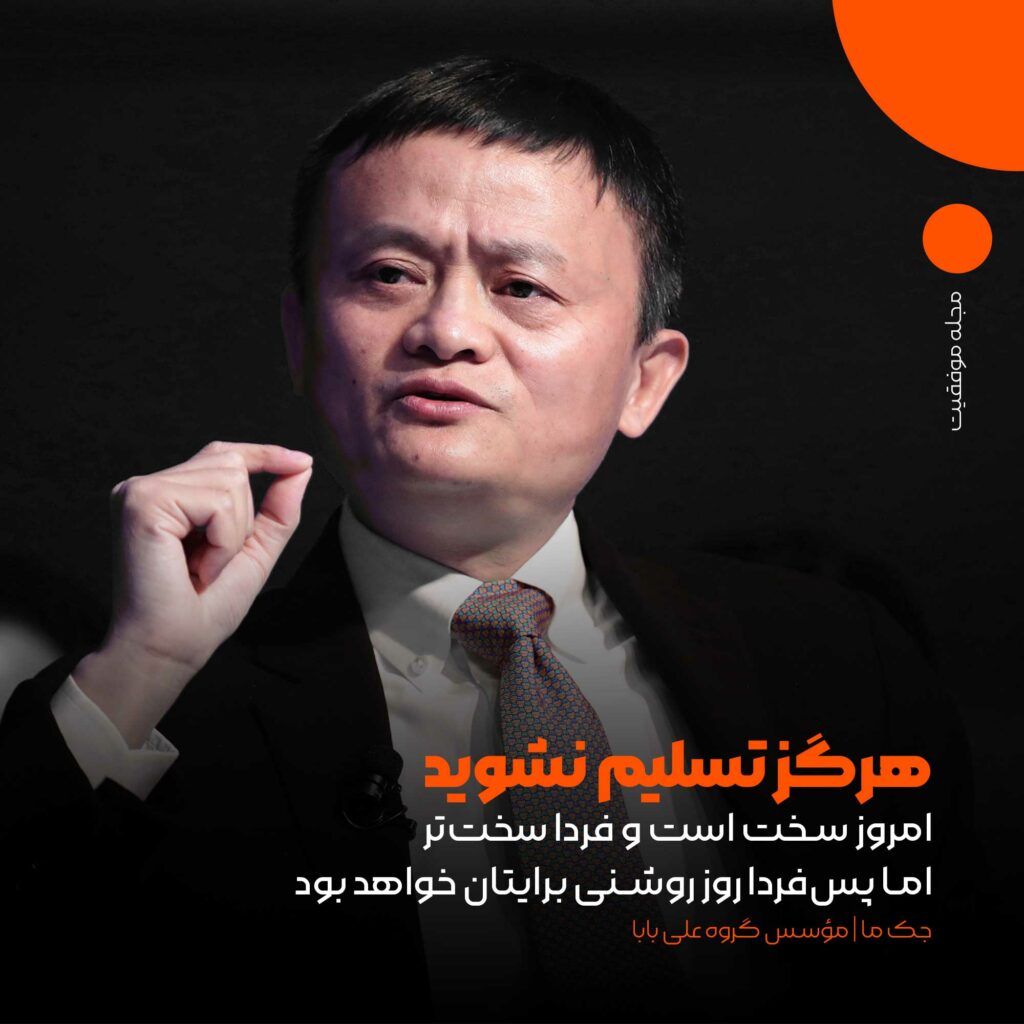 مجله موفقیت
هرگز تسلیم نشوید
امروز سخت است و فردا سخت‌تر
اما پس‌فردا روز روشنی برایتان خواهد بود
جک ما | مؤسس گروه علی بابا